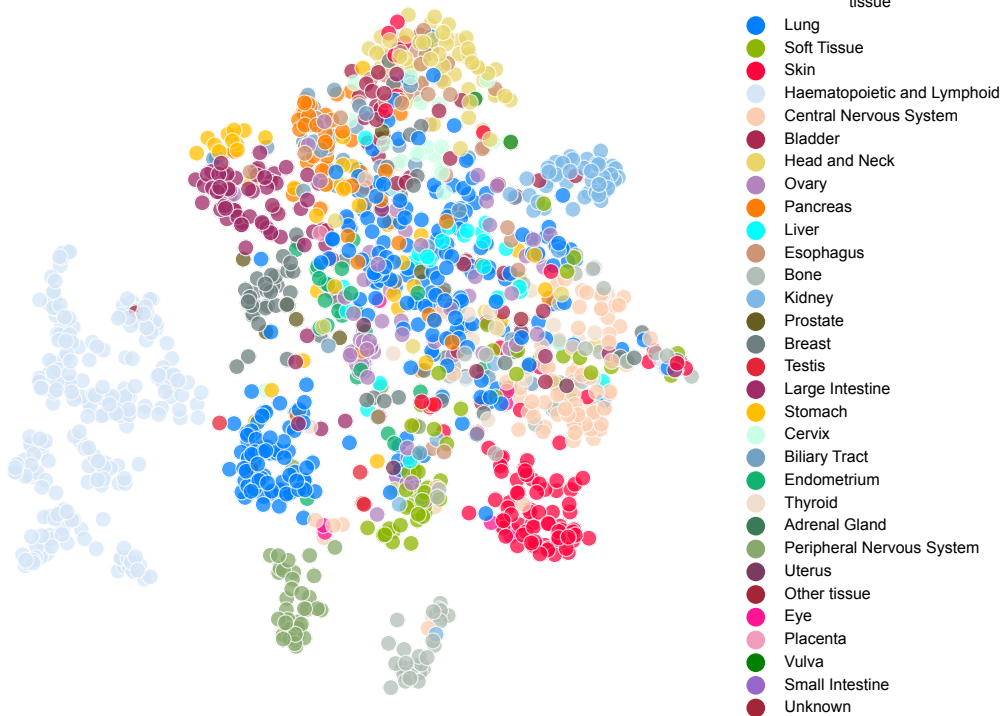 tissue
Lung
Soft Tissue
Skin
Haematopoietic and Lymphoid
Central Nervous System
Bladder
Head and Neck
Ovary
Pancreas
Liver
Esophagus
Bone
Kidney
Prostate
Breast
Testis
Large Intestine
Stomach
Cervix
Biliary Tract
Endometrium
Thyroid
Adrenal Gland
Peripheral Nervous System
Uterus
Other tissue
Eye
Placenta
Vulva
Small Intestine
Unknown